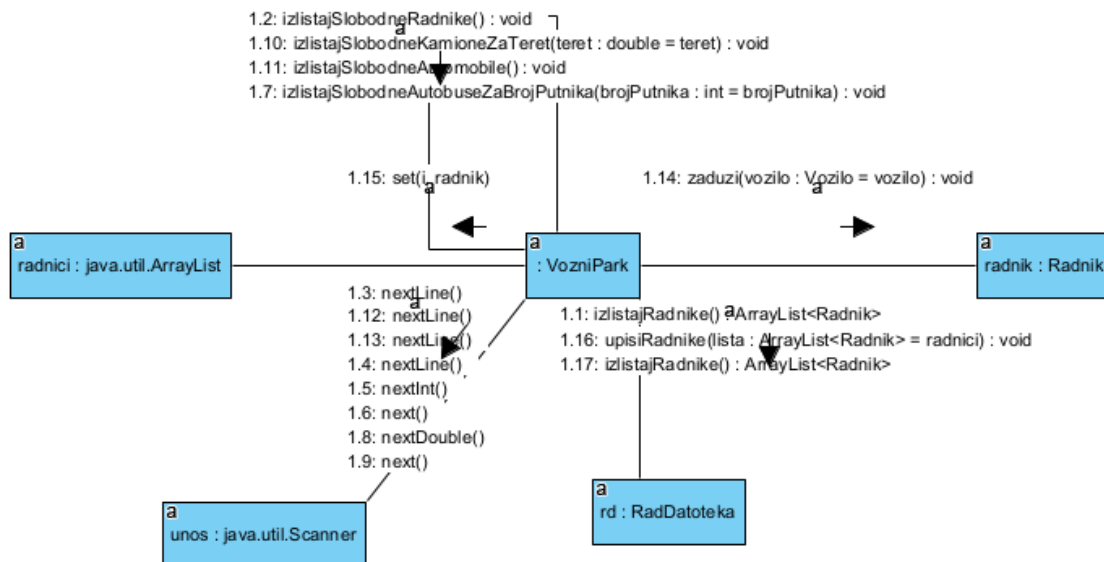 1.2: izlistajSlobodneRadnike() : void
a
1.10: izlistajSlobodneKamioneZaTeret(teret : double = teret) : void
1.11: izlistajSlobodneAutomobile() : void
1.7: izlistajSlobodneAutobuseZaBrojPutnika(brojPutnika : int = brojPutnika) : void
1.15: set(i, radnik)
a
1.14: zaduzi(vozilo : Vozilo = vozilo) : void
a
a
radnici : java.util.ArrayList
a
: VozniPark
a
radnik : Radnik
1.3: nextLine()
a
1.12: nextLine()
1.13: nextLine()
1.4: nextLine()
1.5: nextInt()
1.6: next()
1.8: nextDouble()
1.9: next()
1.1: izlistajRadnike() : ArrayList<Radnik>
a
1.16: upisiRadnike(lista : ArrayList<Radnik> = radnici) : void
1.17: izlistajRadnike() : ArrayList<Radnik>
a
unos : java.util.Scanner
a
rd : RadDatoteka